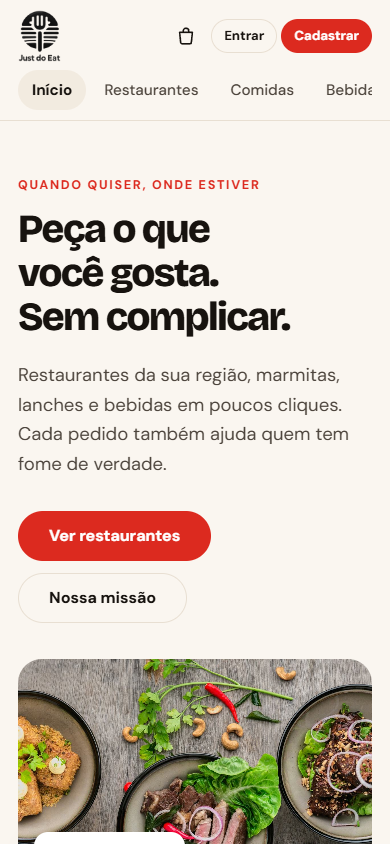 Just do Eat
Entrar
Cadastrar
Início
Restaurantes
Comidas
Bebida
QUANDO QUISER, ONDE ESTIVER
Peça o que
você gosta.
Sem complicar.
Restaurantes da sua região, marmitas,
lanches e bebidas em poucos cliques.
Cada pedido também ajuda quem tem
fome de verdade.
Ver restaurantes
Nossa missão